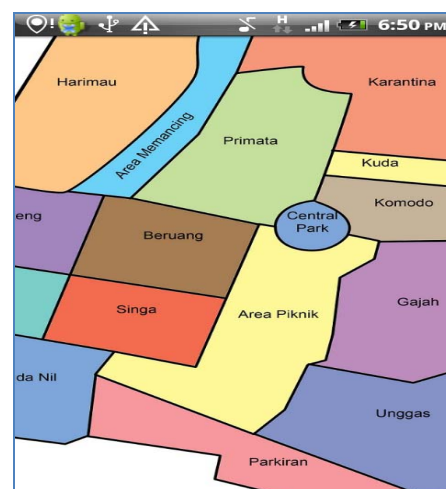 H
6:50 PM
Harimau
Karantina
Area Memancing
Primata
Kuda
Komodo
Central
Park
eng
Beruang
Gajah
Singa
Area Piknik
da Nil
Unggas
Parkiran